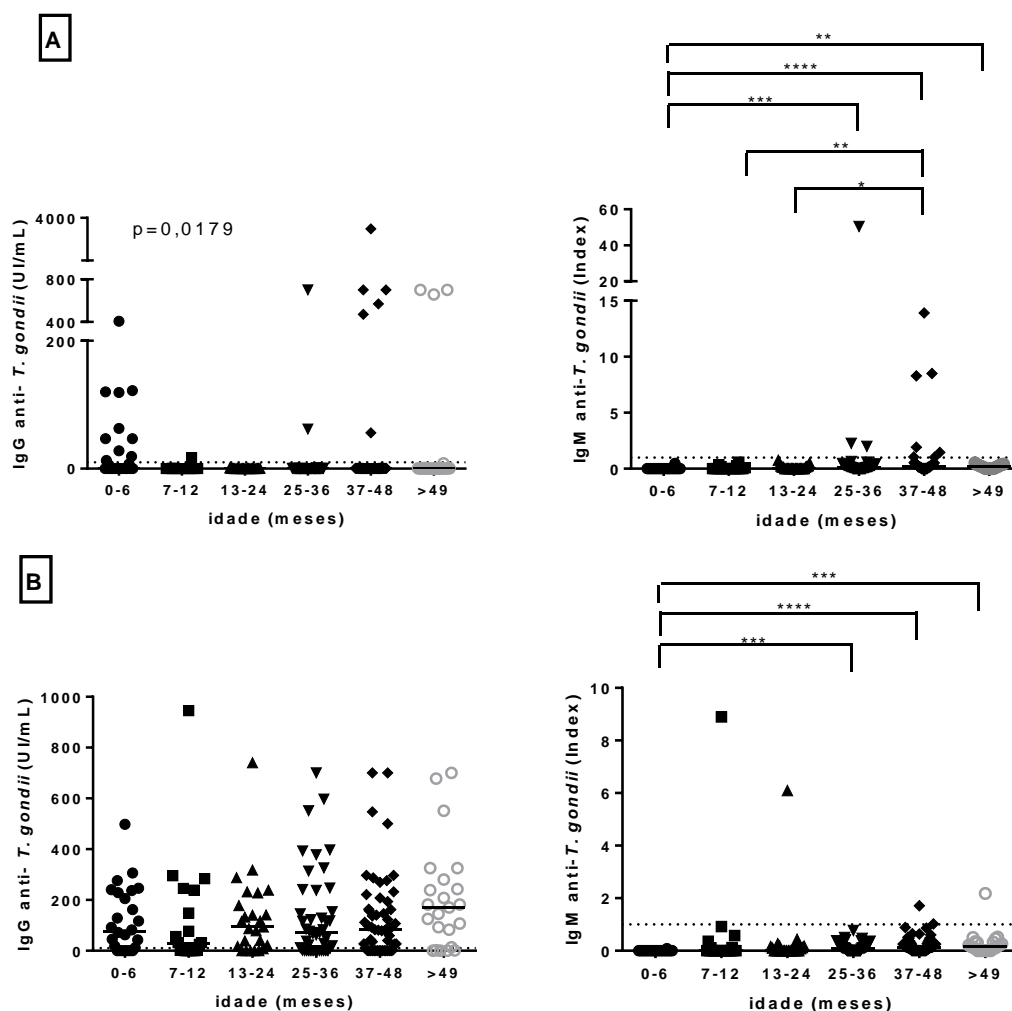 A
**
****
***
**
*
IgG anti- T. gondii (UI/mL)
p=0,0179
4000
800
400
200
0
0-6 7-12 13-24 25-36 37-48 >49
idade (meses)
IgM anti-T. gondii (Index)
60
40
20
15
10
5
0
0-6 7-12 13-24 25-36 37-48 >49
idade (meses)
B
***
****
***
IgG anti- T. gondii (UI/mL)
1000
800
600
400
200
0
0-6 7-12 13-24 25-36 37-48 >49
idade (meses)
IgM anti-T. gondii (Index)
10
8
6
4
2
0
0-6 7-12 13-24 25-36 37-48 >49
idade (meses)